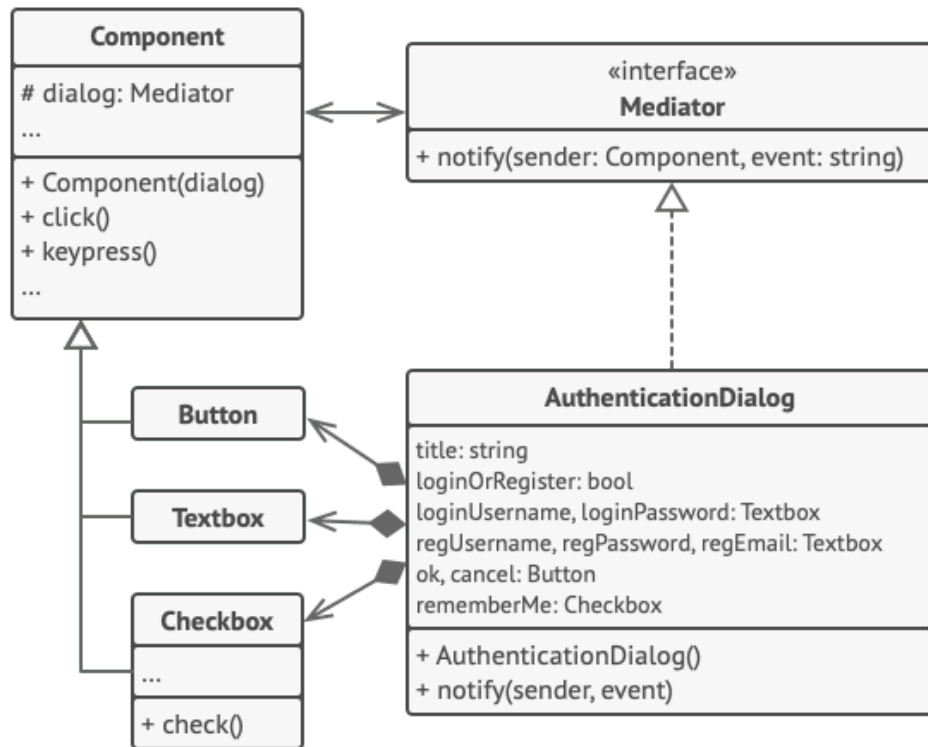 Component
# dialog: Mediator
...
+ Component(dialog)
+ click()
+ keypress()
...
«interface»
Mediator
+ notify(sender: Component, event: string)
Button
Textbox
Checkbox
...
+ check()
AuthenticationDialog
title: string
loginOrRegister: bool
loginUsername, loginPassword: Textbox
regUsername, regPassword, regEmail: Textbox
ok, cancel: Button
rememberMe: Checkbox
+ AuthenticationDialog()
+ notify(sender, event)